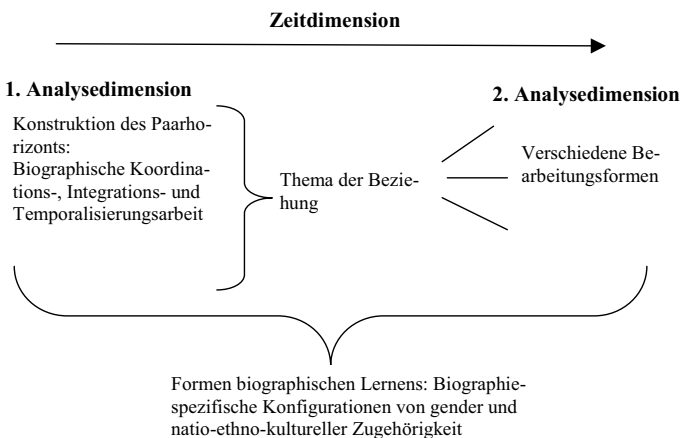 Zeitdimension
1. Analysedimension
Konstruktion des Paarho-
rizonts:
Biographische Koordina-
tions-, Integrations- und
Temporalisierungsarbeit
Thema der Bezie-
hung
2. Analysedimension
Verschiedene Be-
arbeitungsformen
Formen biographischen Lernens: Biographie-
spezifische Konfigurationen von gender und
natio-ethno-kultureller Zugehörigkeit